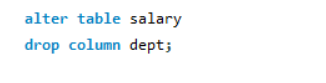 alter table salary
drop column dept;